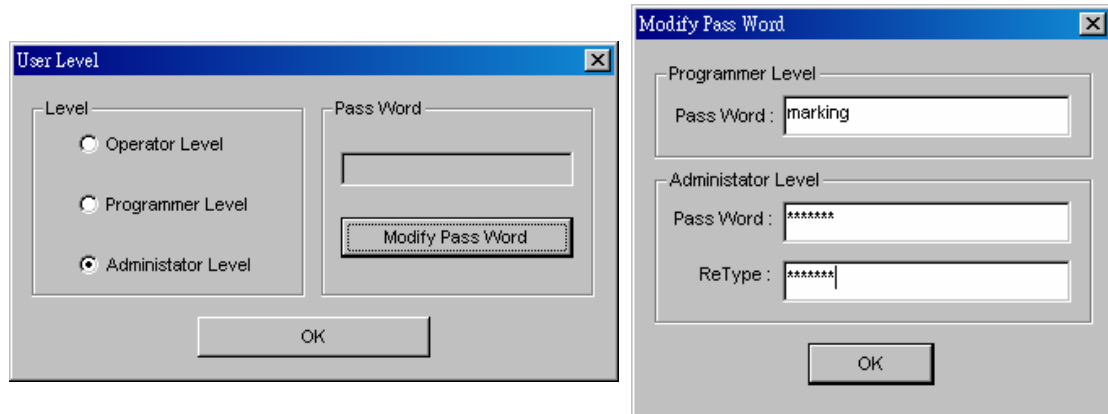 User Level
Level
Operator Level
Programmer Level
Administator Level
Pass Word
Modify Pass Word
OK
Modify Pass Word
Programmer Level
Pass Word : marking
Administator Level
Pass Word : *******
ReType : *******
OK